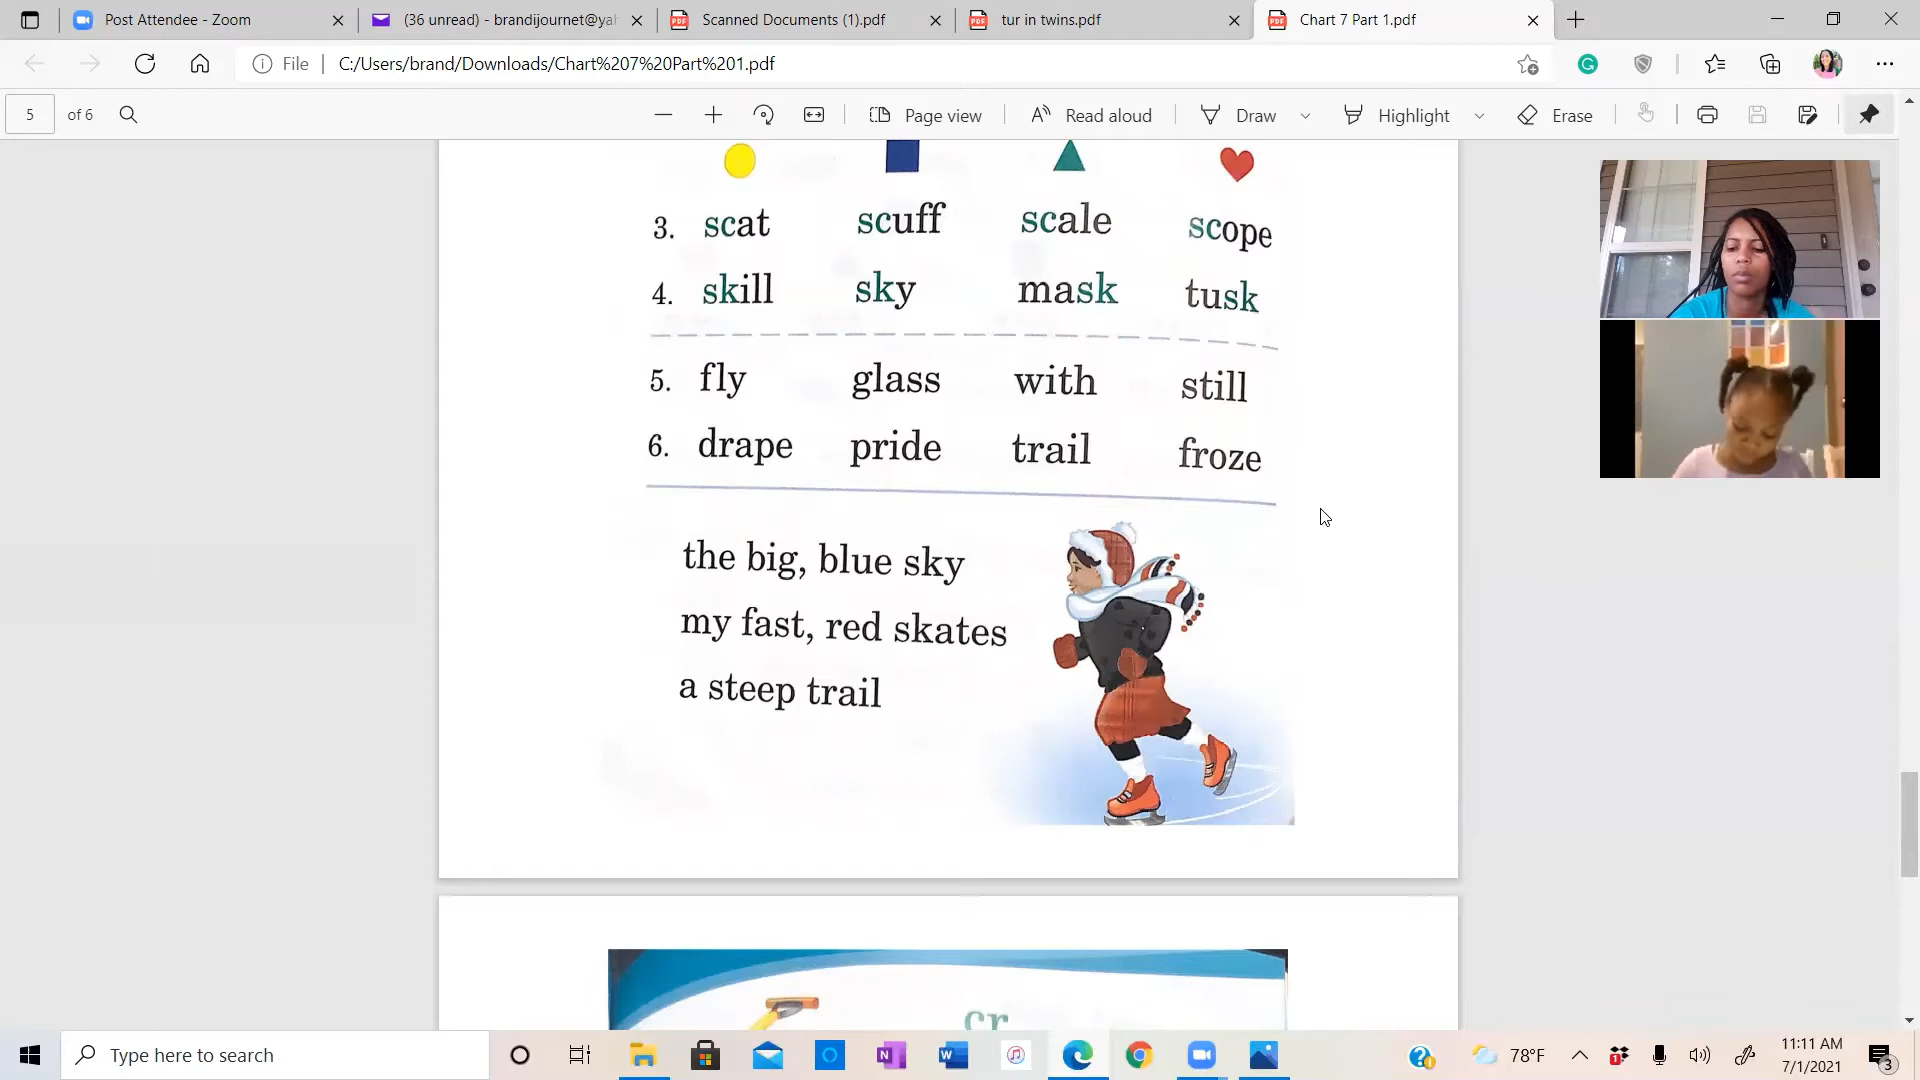 Post Attendee - Zoom
(36 unread) - brandijournet@yah
Scanned Documents (1).pdf
tur in twins.pdf
Chart 7 Part 1.pdf
File
C:/Users/brand/Downloads/Chart%207%20Part%201.pdf
5 of 6
Page view
Read aloud
Draw
Highlight
Erase
3. scat scuff scale scope
4. skill sky mask tusk
5. fly glass with still
6. drape pride trail froze
the big, blue sky
my fast, red skates
a steep trail
cr
Type here to search
78°F
11:11 AM
7/1/2021
3